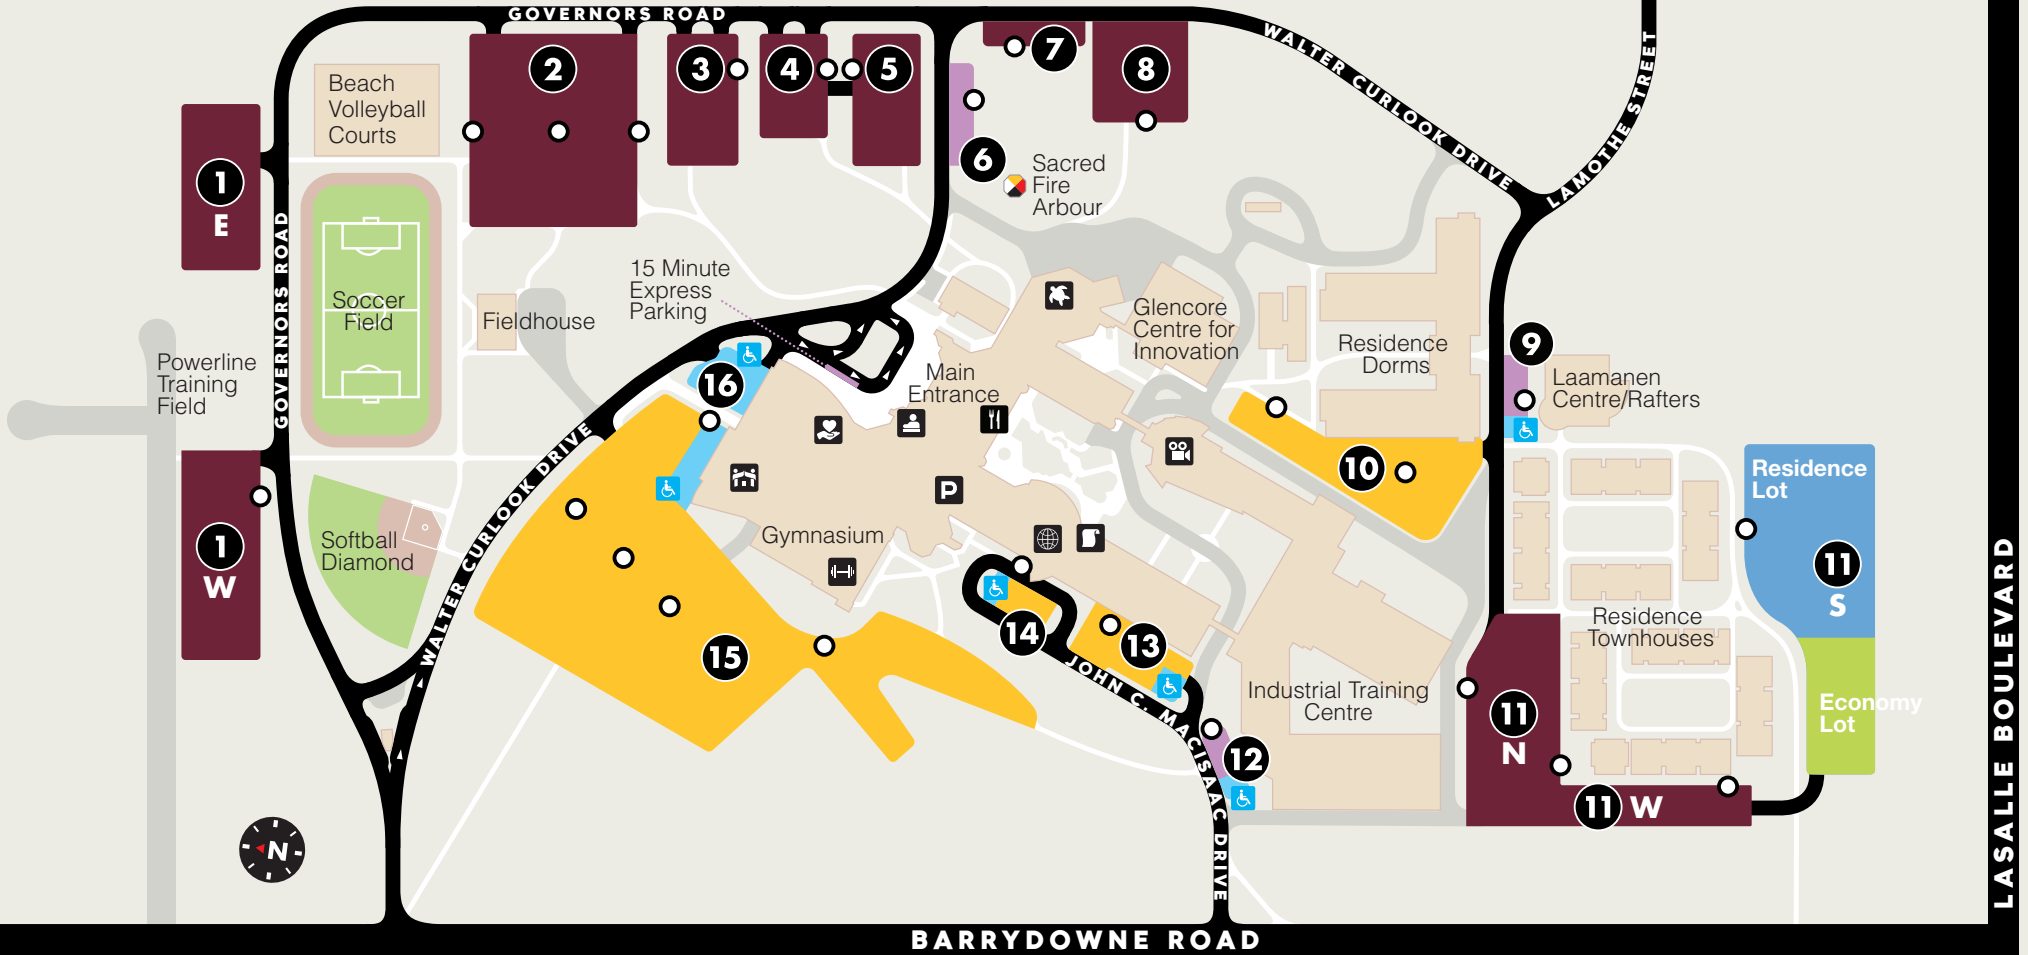 GOVERNORS ROAD
Beach
Volleyball
Courts
2
3
4
5
7
8
WALTER CURLOOK DRIVE
LAMOTHE STREET
1
E
GOVERNORS ROAD
6
Sacred
Fire
Arbour
15 Minute
Express
Parking
Soccer
Field
Fieldhouse
Glencore
Centre for
Innovation
Residence
Dorms
9
Laamanen
Centre/Rafters
Powerline
Training
Field
16
Main
Entrance
10
Residence
Lot
P
1
W
Softball
Diamond
WALTER CURLOOK DRIVE
Gymnasium
11
S
LASALLE BOULEVARD
15
14
13
Residence
Townhouses
JOHN C. MACISAAC DRIVE
Industrial Training
Centre
11
N
Economy
Lot
12
11 W
N
BARRYDOWNE ROAD